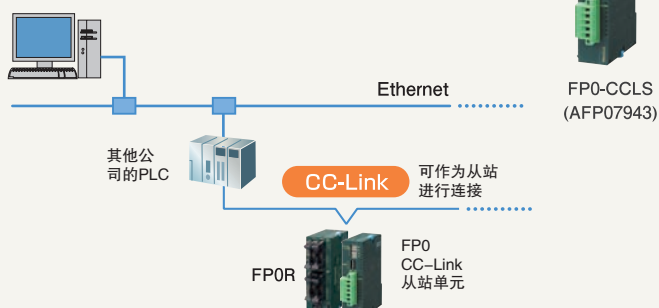 Ethernet
FP0-CCLS
(AFP07943)
其他公
司的PLC
CC-Link
可作为从站
进行连接
FP0R
FP0
CC-Link
从站单元